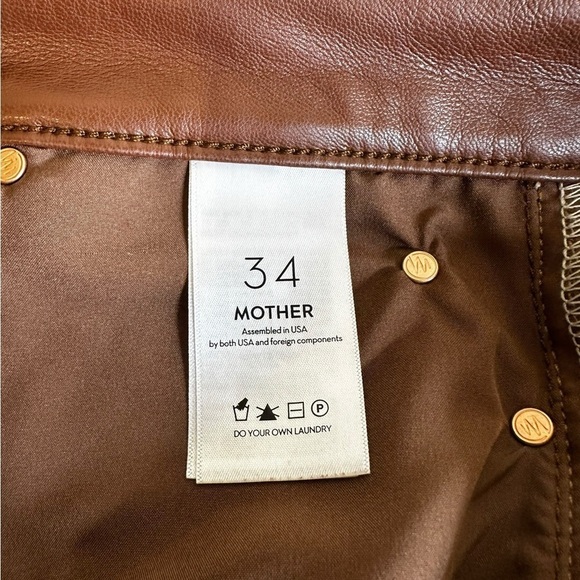 34
MOTHER
Assembled in USA
by both USA and foreign components
P
DO YOUR OWN LAUNDRY